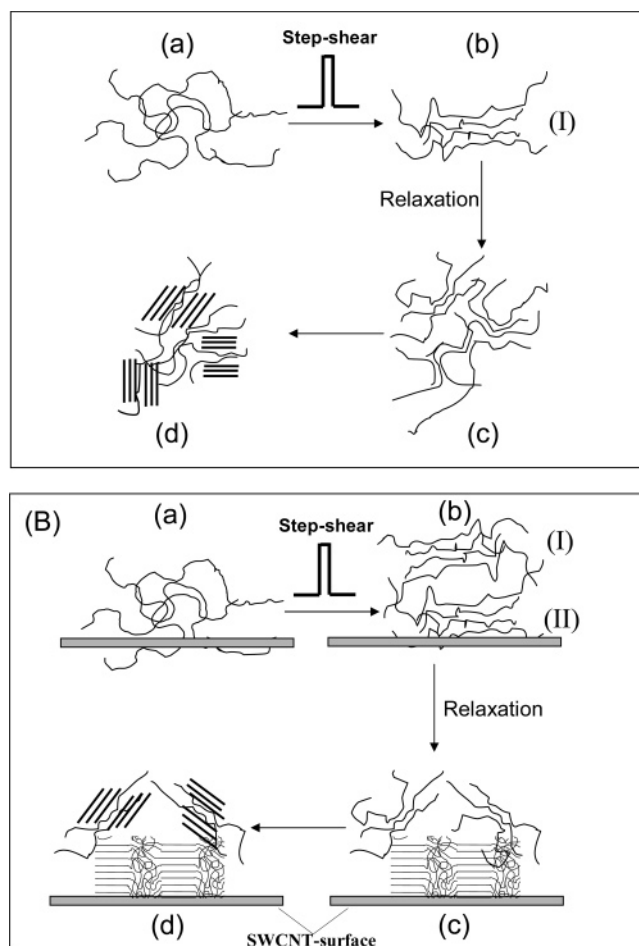 (a)
Step-shear
(b)
(I)
Relaxation
(d)
(c)
(B)
(a)
Step-shear
(b)
(I)
(II)
Relaxation
(d)
(c)
SWCNT-surface